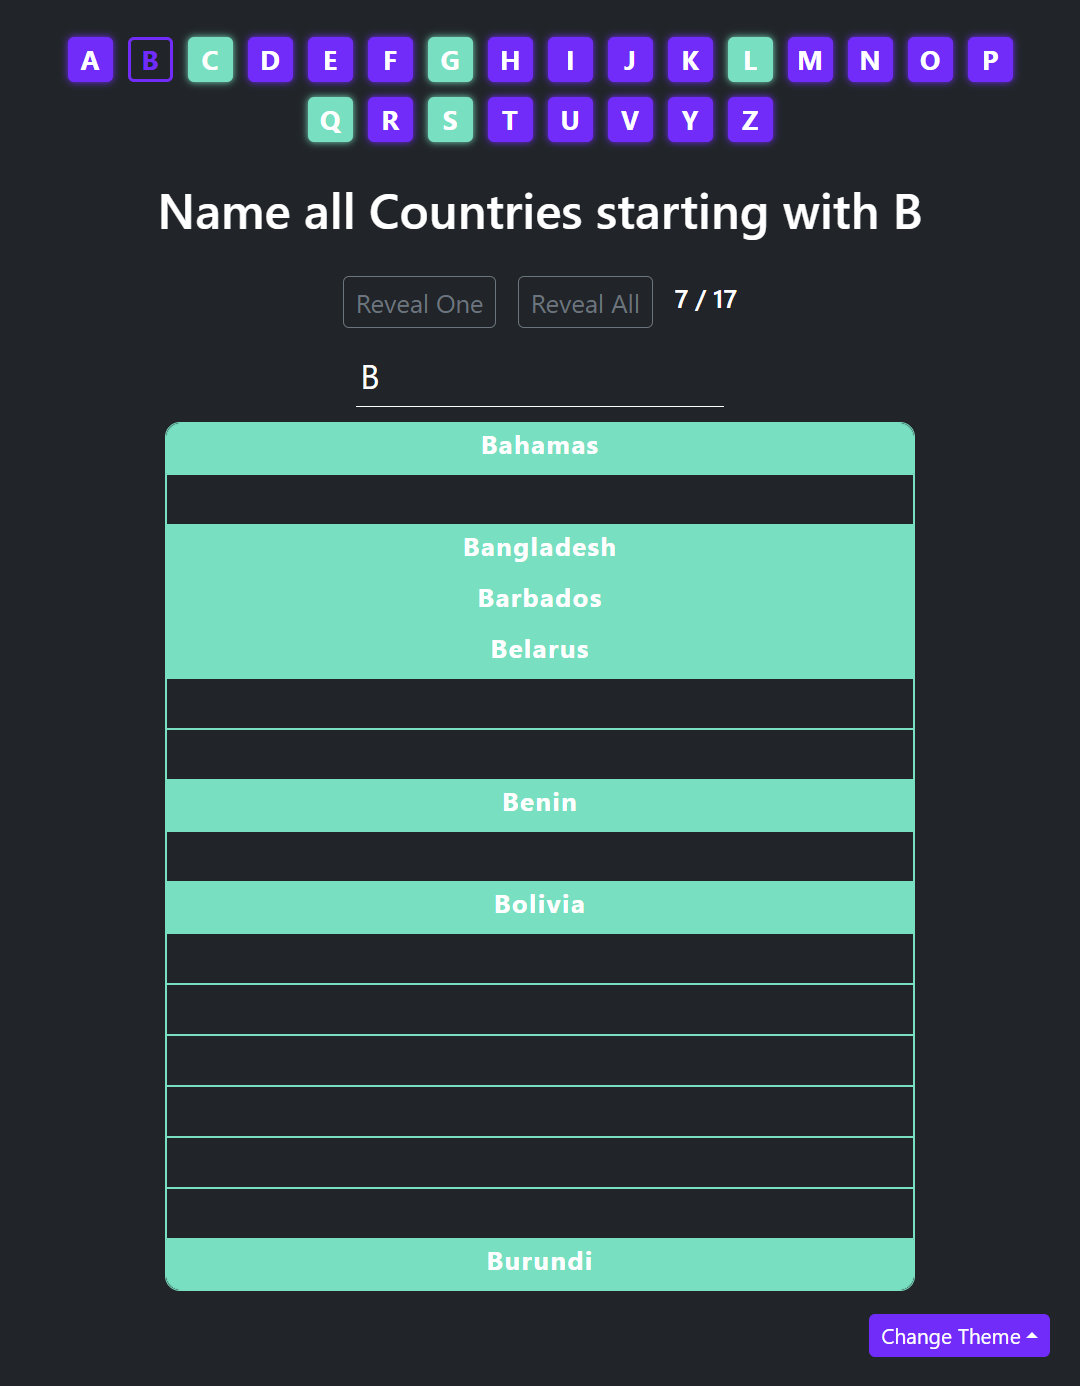 A B C D E F G H I J K L M N O P
Q R S T U V Y Z
Name all Countries starting with B
Reveal One Reveal All 7 / 17
B
Bahamas
Bangladesh
Barbados
Belarus
Benin
Bolivia
Burundi
Change Theme